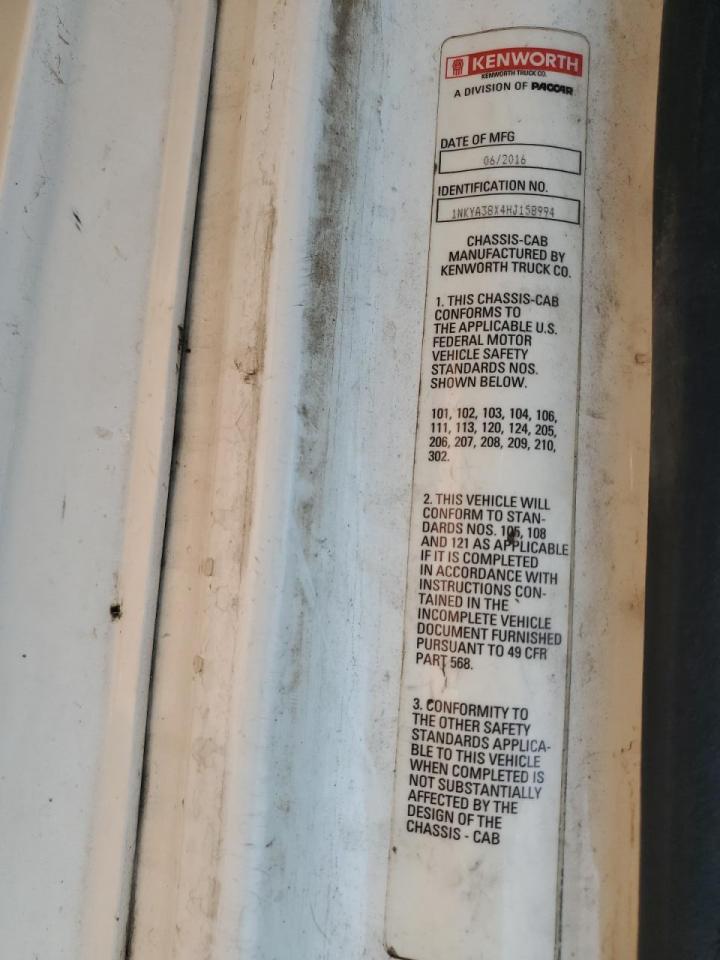 KENWORTH
KENWORTH TRUCK CO.
A DIVISION OF PACCAR
DATE OF MFG
06/2016
IDENTIFICATION NO.
1NKYA38X4HJ158994
CHASSIS-CAB
MANUFACTURED BY
KENWORTH TRUCK CO.
1. THIS CHASSIS-CAB
CONFORMS TO
THE APPLICABLE U.S.
FEDERAL MOTOR
VEHICLE SAFETY
STANDARDS NOS.
SHOWN BELOW.
101, 102, 103, 104, 106,
111, 113, 120, 124, 205,
206, 207, 208, 209, 210,
302.
2. THIS VEHICLE WILL
CONFORM TO STAN-
DARDS NOS. 105, 108
AND 121 AS APPLICABLE
IF IT IS COMPLETED
IN ACCORDANCE WITH
INSTRUCTIONS CON-
TAINED IN THE
INCOMPLETE VEHICLE
DOCUMENT FURNISHED
PURSUANT TO 49 CFR
PART 568.
3. CONFORMITY TO
THE OTHER SAFETY
STANDARDS APPLICA-
BLE TO THIS VEHICLE
WHEN COMPLETED IS
NOT SUBSTANTIALLY
AFFECTED BY THE
DESIGN OF THE
CHASSIS - CAB